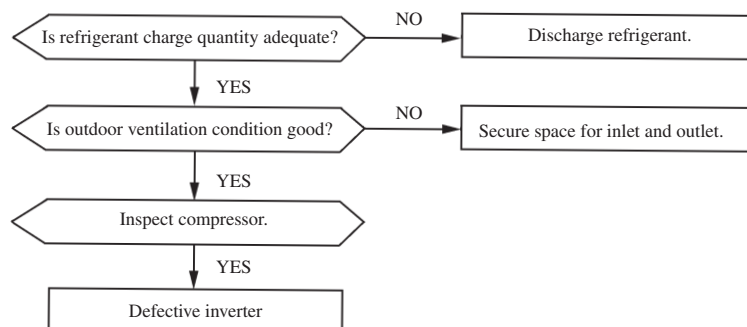 Is refrigerant charge quantity adequate?
NO
Discharge refrigerant.
YES
Is outdoor ventilation condition good?
NO
Secure space for inlet and outlet.
YES
Inspect compressor.
YES
Defective inverter